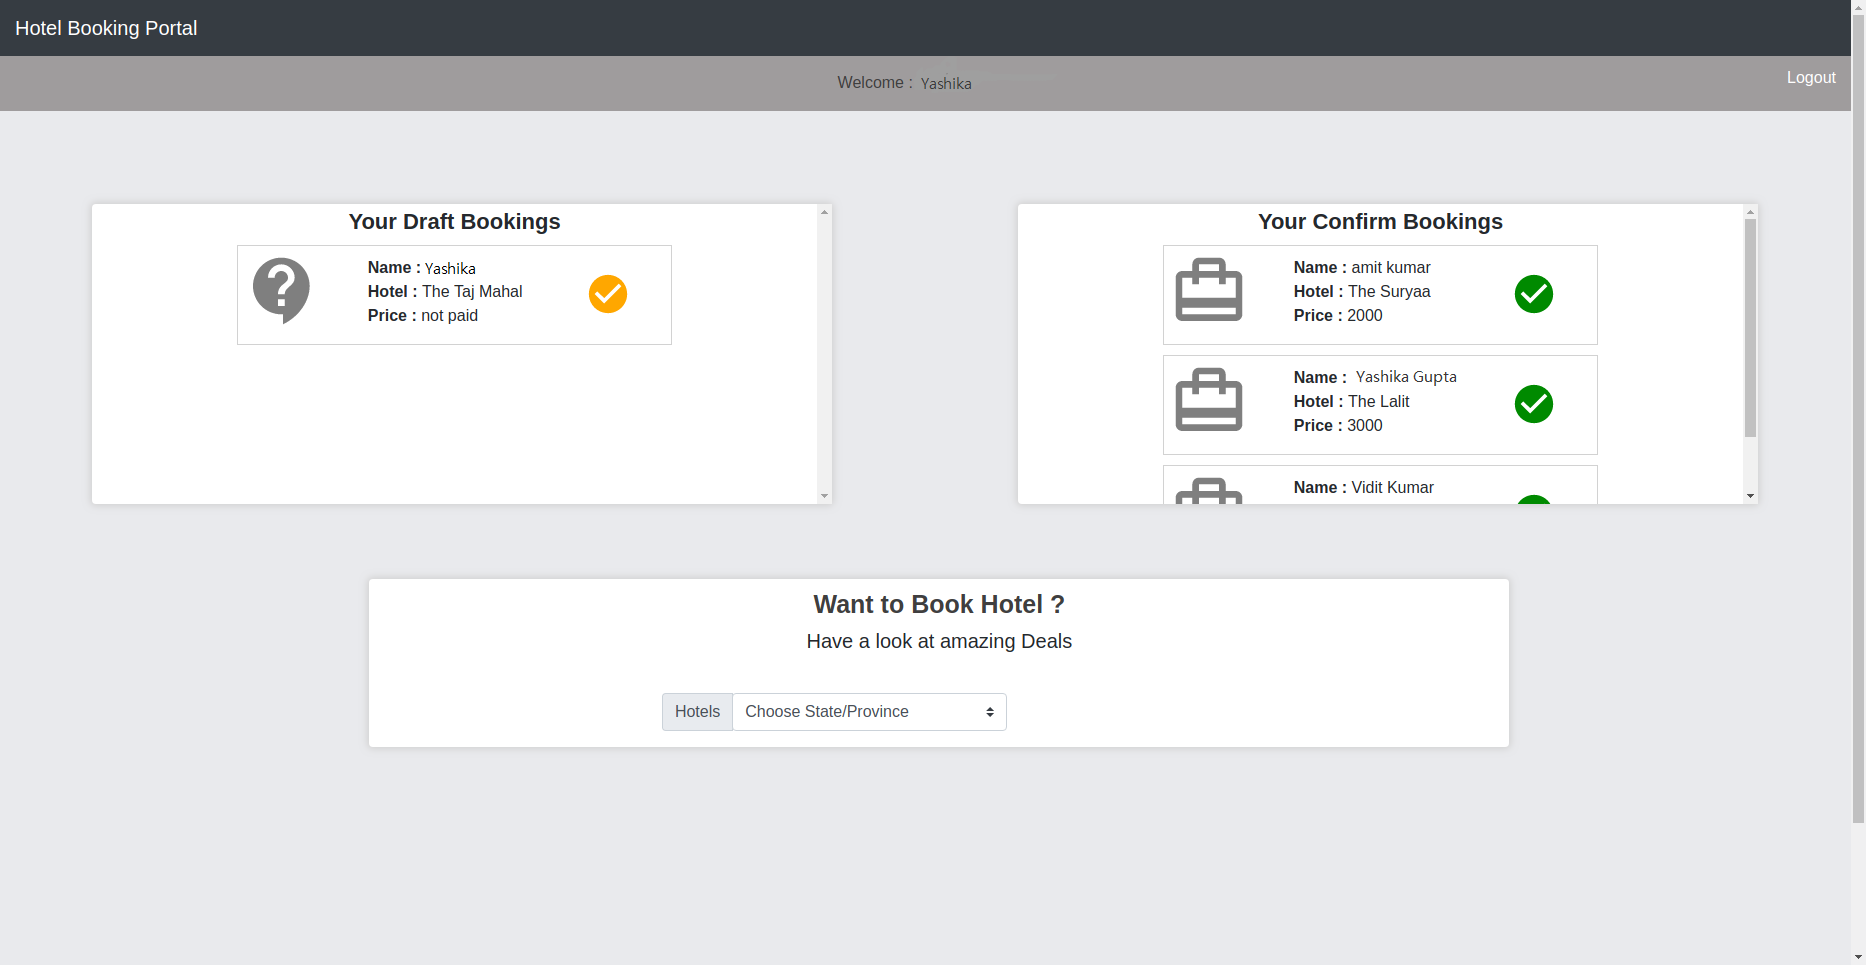 Hotel Booking Portal
Welcome : Yashika
Logout
Your Draft Bookings
Name : Yashika
Hotel : The Taj Mahal
Price : not paid
Your Confirm Bookings
Name : amit kumar
Hotel : The Suryaa
Price : 2000
Name : Yashika Gupta
Hotel : The Lalit
Price : 3000
Name : Vidit Kumar
Want to Book Hotel ?
Have a look at amazing Deals
Hotels Choose State/Province